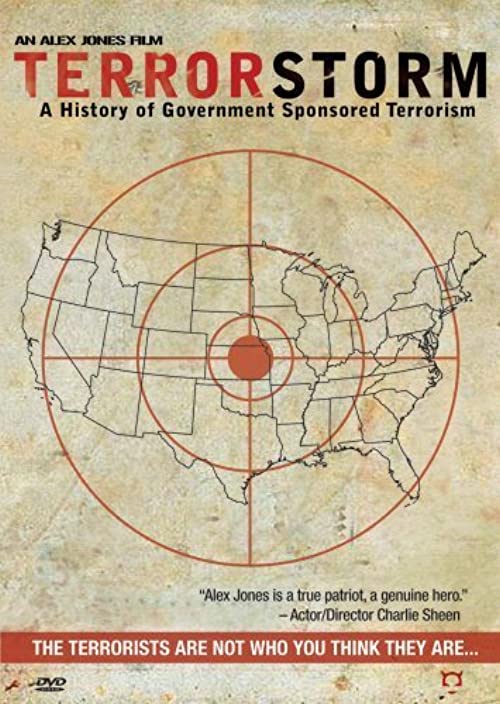 AN ALEX JONES FILM
TERRORSTORM
A History of Government Sponsored Terrorism
“Alex Jones is a true patriot, a genuine hero.”
– Actor/Director Charlie Sheen
THE TERRORISTS ARE NOT WHO YOU THINK THEY ARE...
DVD